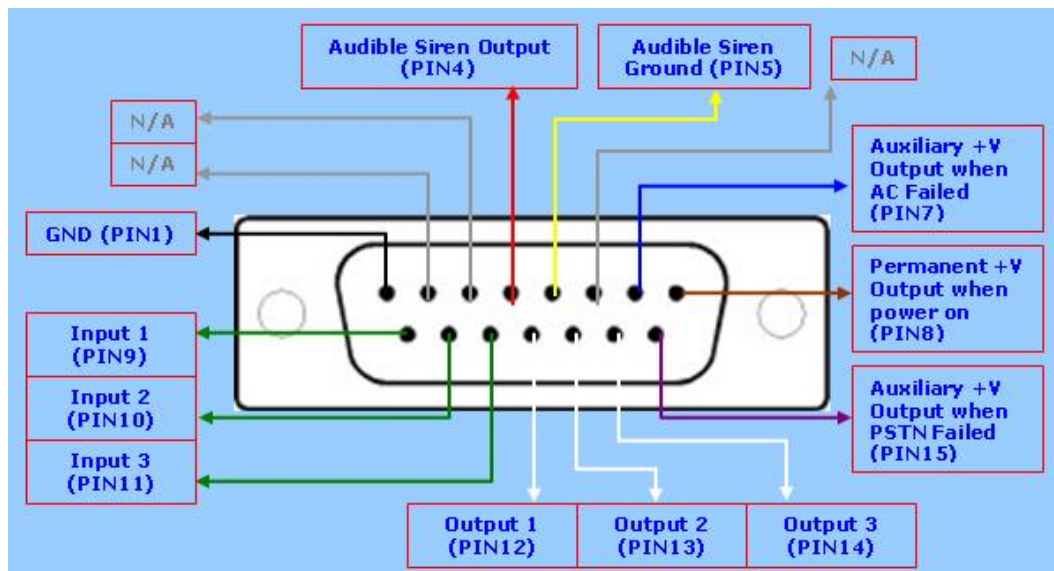 Audible Siren Output
(PIN4)
Audible Siren
Ground (PIN5)
N/A
N/A
N/A
Auxiliary +V
Output when
AC Failed
(PIN7)
GND (PIN1)
Permanent +V
Output when
power on
(PIN8)
Input 1
(PIN9)
Input 2
(PIN10)
Input 3
(PIN11)
Auxiliary +V
Output when
PSTN Failed
(PIN15)
Output 1
(PIN12)
Output 2
(PIN13)
Output 3
(PIN14)